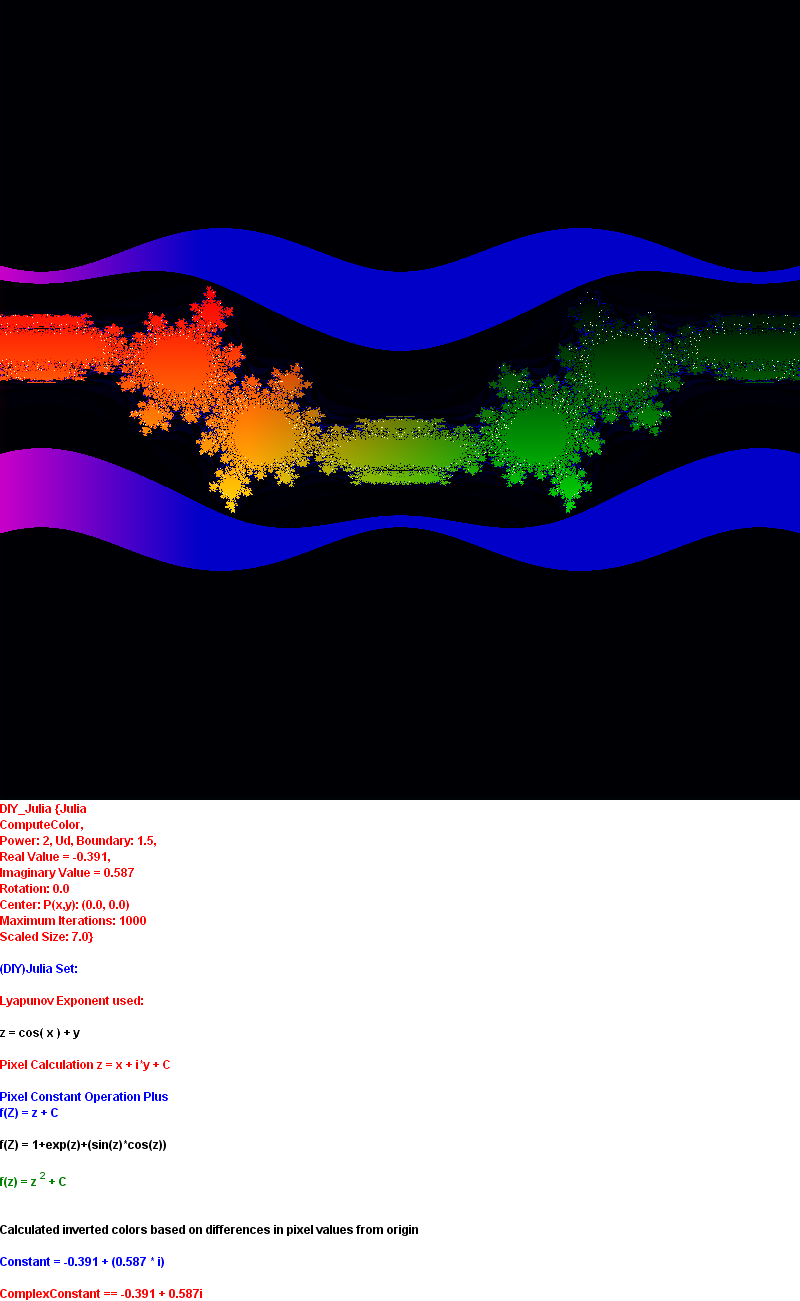 DIY_Julia {Julia
ComputeColor,
Power: 2, Ud, Boundary: 1.5,
Real Value = -0.391,
Imaginary Value = 0.587
Rotation: 0.0
Center: P(x,y): (0.0, 0.0)
Maximum Iterations: 1000
Scaled Size: 7.0}
(DIY)Julia Set:
Lyapunov Exponent used:
z = cos( x ) + y
Pixel Calculation z = x + i*y + C
Pixel Constant Operation Plus
f(Z) = z + C
f(Z) = 1+exp(z)+(sin(z)*cos(z))
f(z) = z 2 + C
Calculated inverted colors based on differences in pixel values from origin
Constant = -0.391 + (0.587 * i)
ComplexConstant == -0.391 + 0.587i